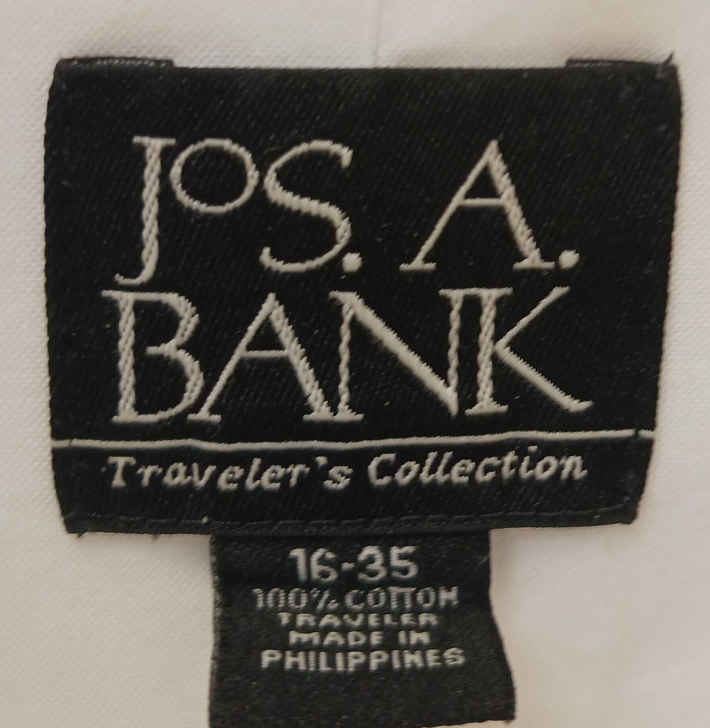 JOS. A.
BANK
Traveler's Collection
16-35
100% COTTON
TRAVELER
MADE IN
PHILIPPINES